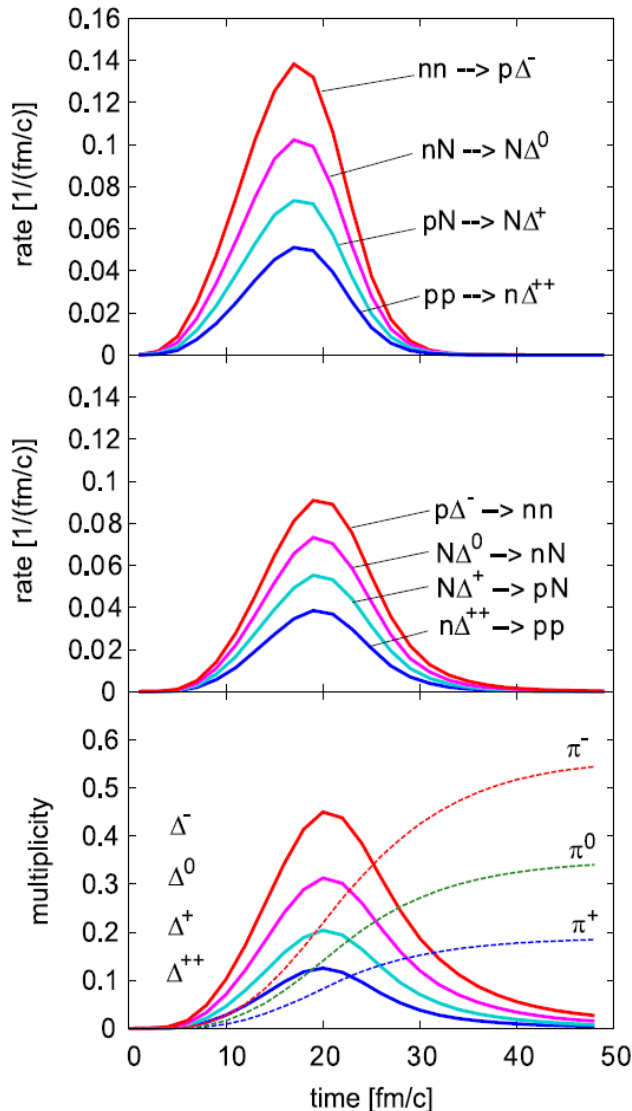 0.16
0.14
0.12
0.1
0.08
0.06
0.04
0.02
0
rate [1/(fm/c)]
nn --> pΔ⁻
nN --> NΔ⁰
pN --> NΔ⁺
pp --> nΔ⁺⁺
0.14
0.12
0.1
0.08
0.06
0.04
0.02
0
rate [1/(fm/c)]
pΔ⁻ --> nn
NΔ⁰ --> nN
NΔ⁺ --> pN
nΔ⁺⁺ --> pp
0.6
0.5
0.4
0.3
0.2
0.1
0
multiplicity
Δ⁻
Δ⁰
Δ⁺
Δ⁺⁺
π⁻
π⁰
π⁺
0 10 20 30 40 50
time [fm/c]